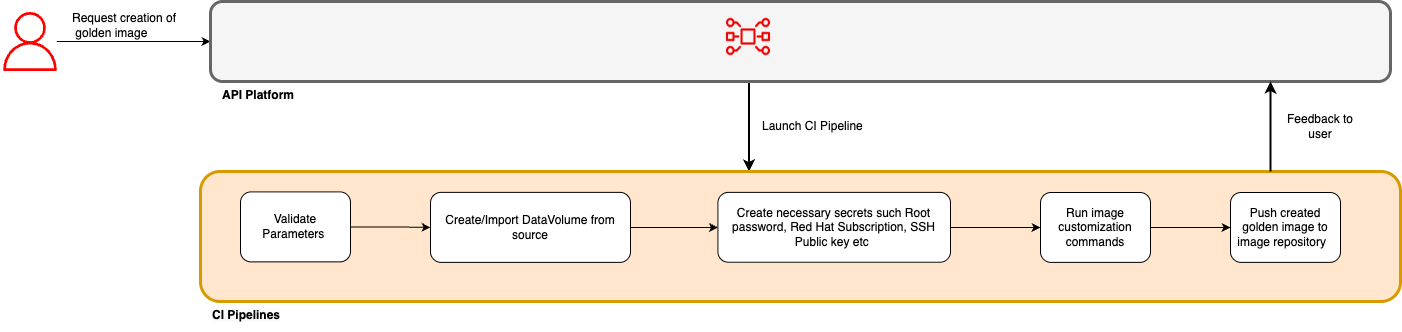 Request creation of
golden image
API Platform
Launch CI Pipeline
Feedback to
user
Validate
Parameters
Create/Import DataVolume from
source
Create necessary secrets such Root
password, Red Hat Subscription, SSH
Public key etc
Run image
customization
commands
Push created
golden image to
image repository
CI Pipelines